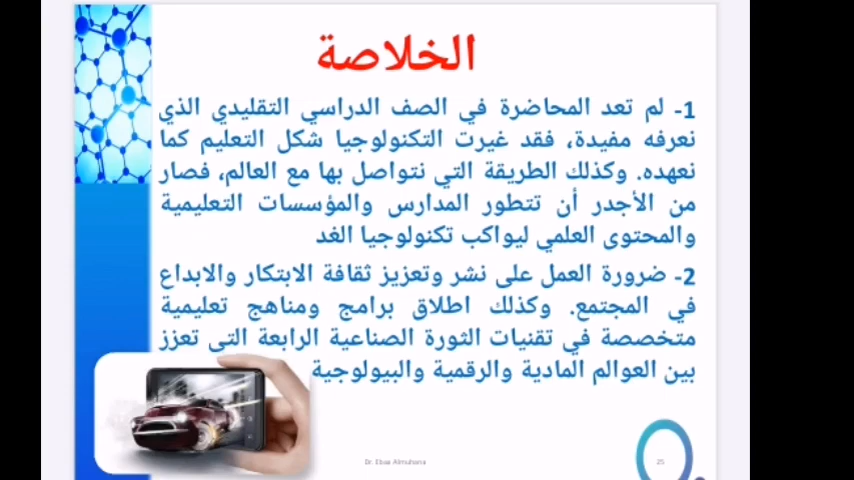 الخلاصة
1- لم تعد المحاضرة في الصف الدراسي التقليدي الذي
نعرفه مفيدة، فقد غيرت التكنولوجيا شكل التعليم كما
نعهده. وكذلك الطريقة التي نتواصل بها مع العالم، فصار
من الأجدر أن تتطور المدارس والمؤسسات التعليمية
والمحتوى العلمي ليواكب تكنولوجيا الغد
2- ضرورة العمل على نشر وتعزيز ثقافة الابتكار والابداع
في المجتمع. وكذلك اطلاق برامج ومناهج تعليمية
متخصصة في تقنيات الثورة الصناعية الرابعة التي تعزز
بين العوالم المادية والرقمية والبيولوجية
Dr. Ebaa Almuhana
25